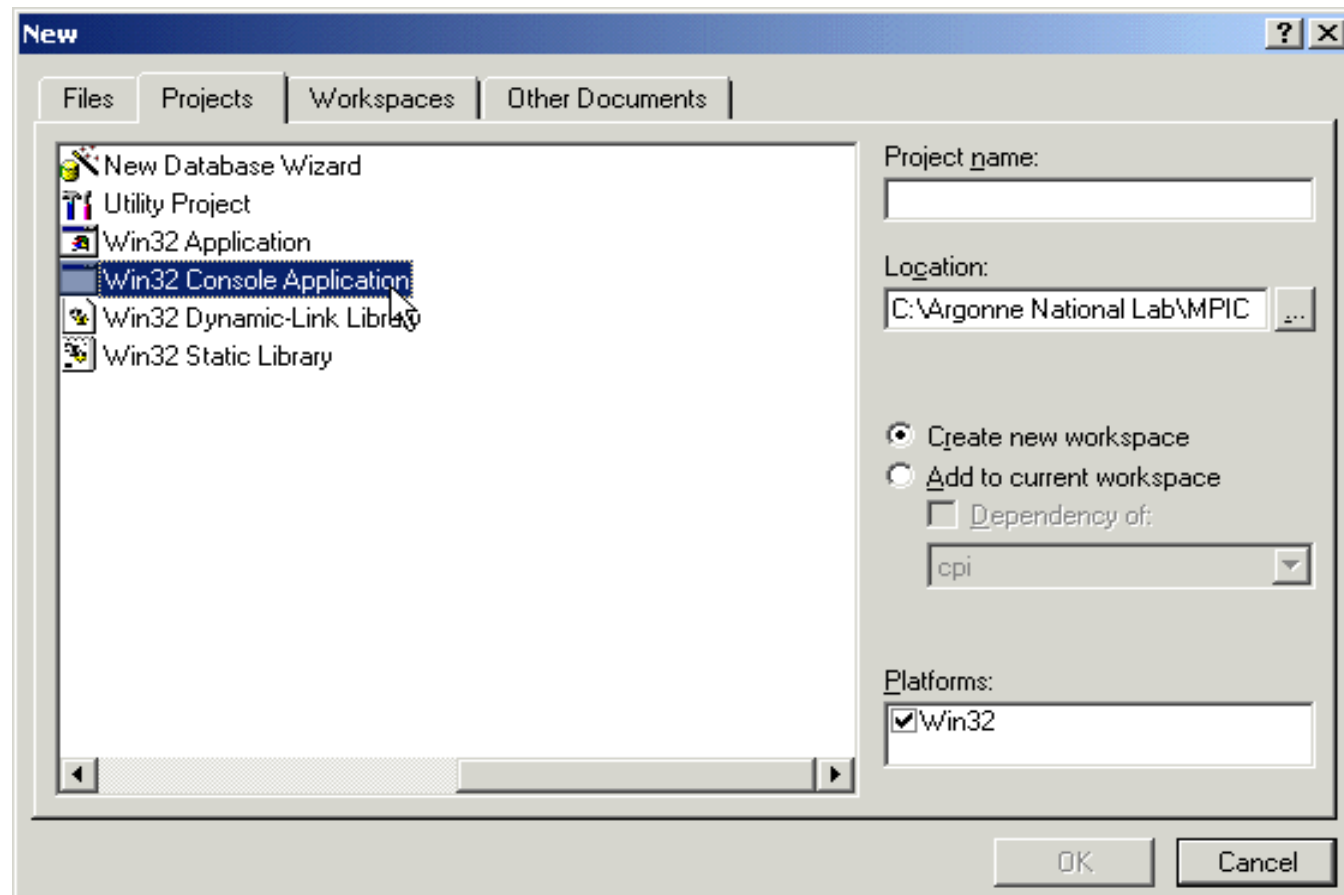 New
Files Projects Workspaces Other Documents
New Database Wizard
Utility Project
Win32 Application
Win32 Console Application
Win32 Dynamic-Link Library
Win32 Static Library
Project name:
Location:
C:\Argonne National Lab\MPIC
...
Create new workspace
Add to current workspace
Dependency of:
cpi
Platforms:
Win32
OK Cancel